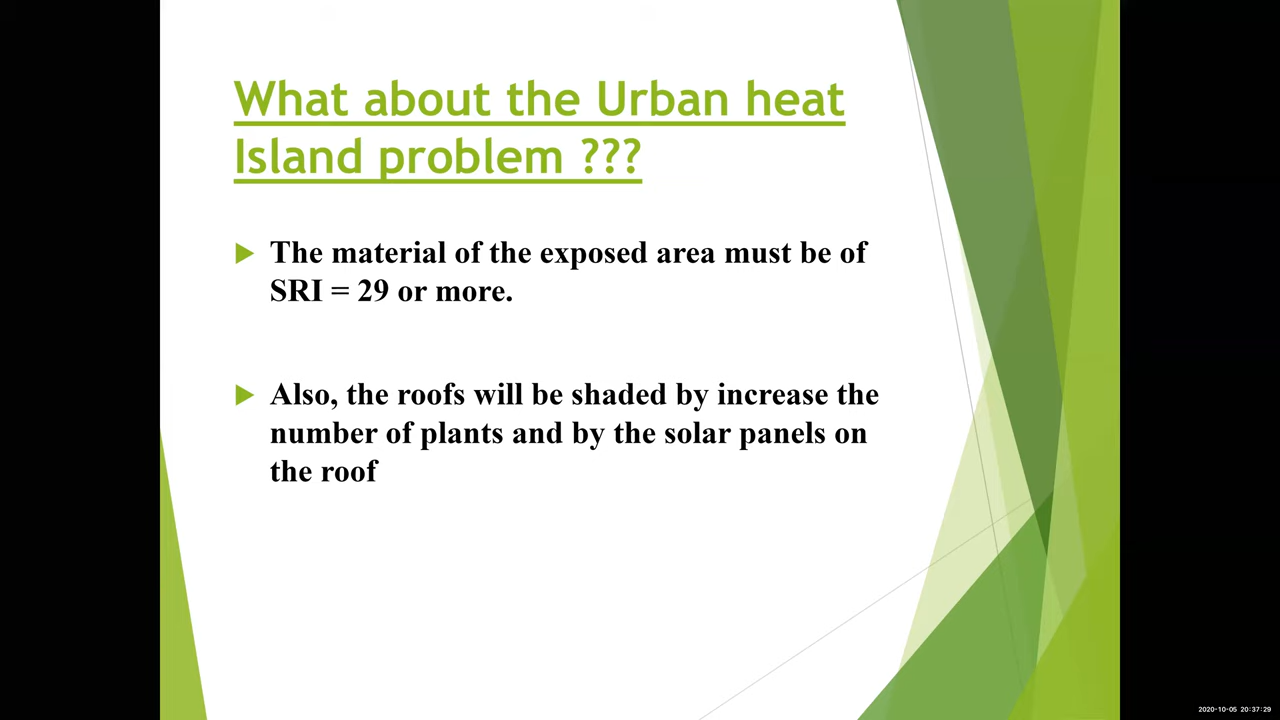 What about the Urban heat
Island problem ???
The material of the exposed area must be of
SRI = 29 or more.
Also, the roofs will be shaded by increase the
number of plants and by the solar panels on
the roof
2020-10-05 20:37:29